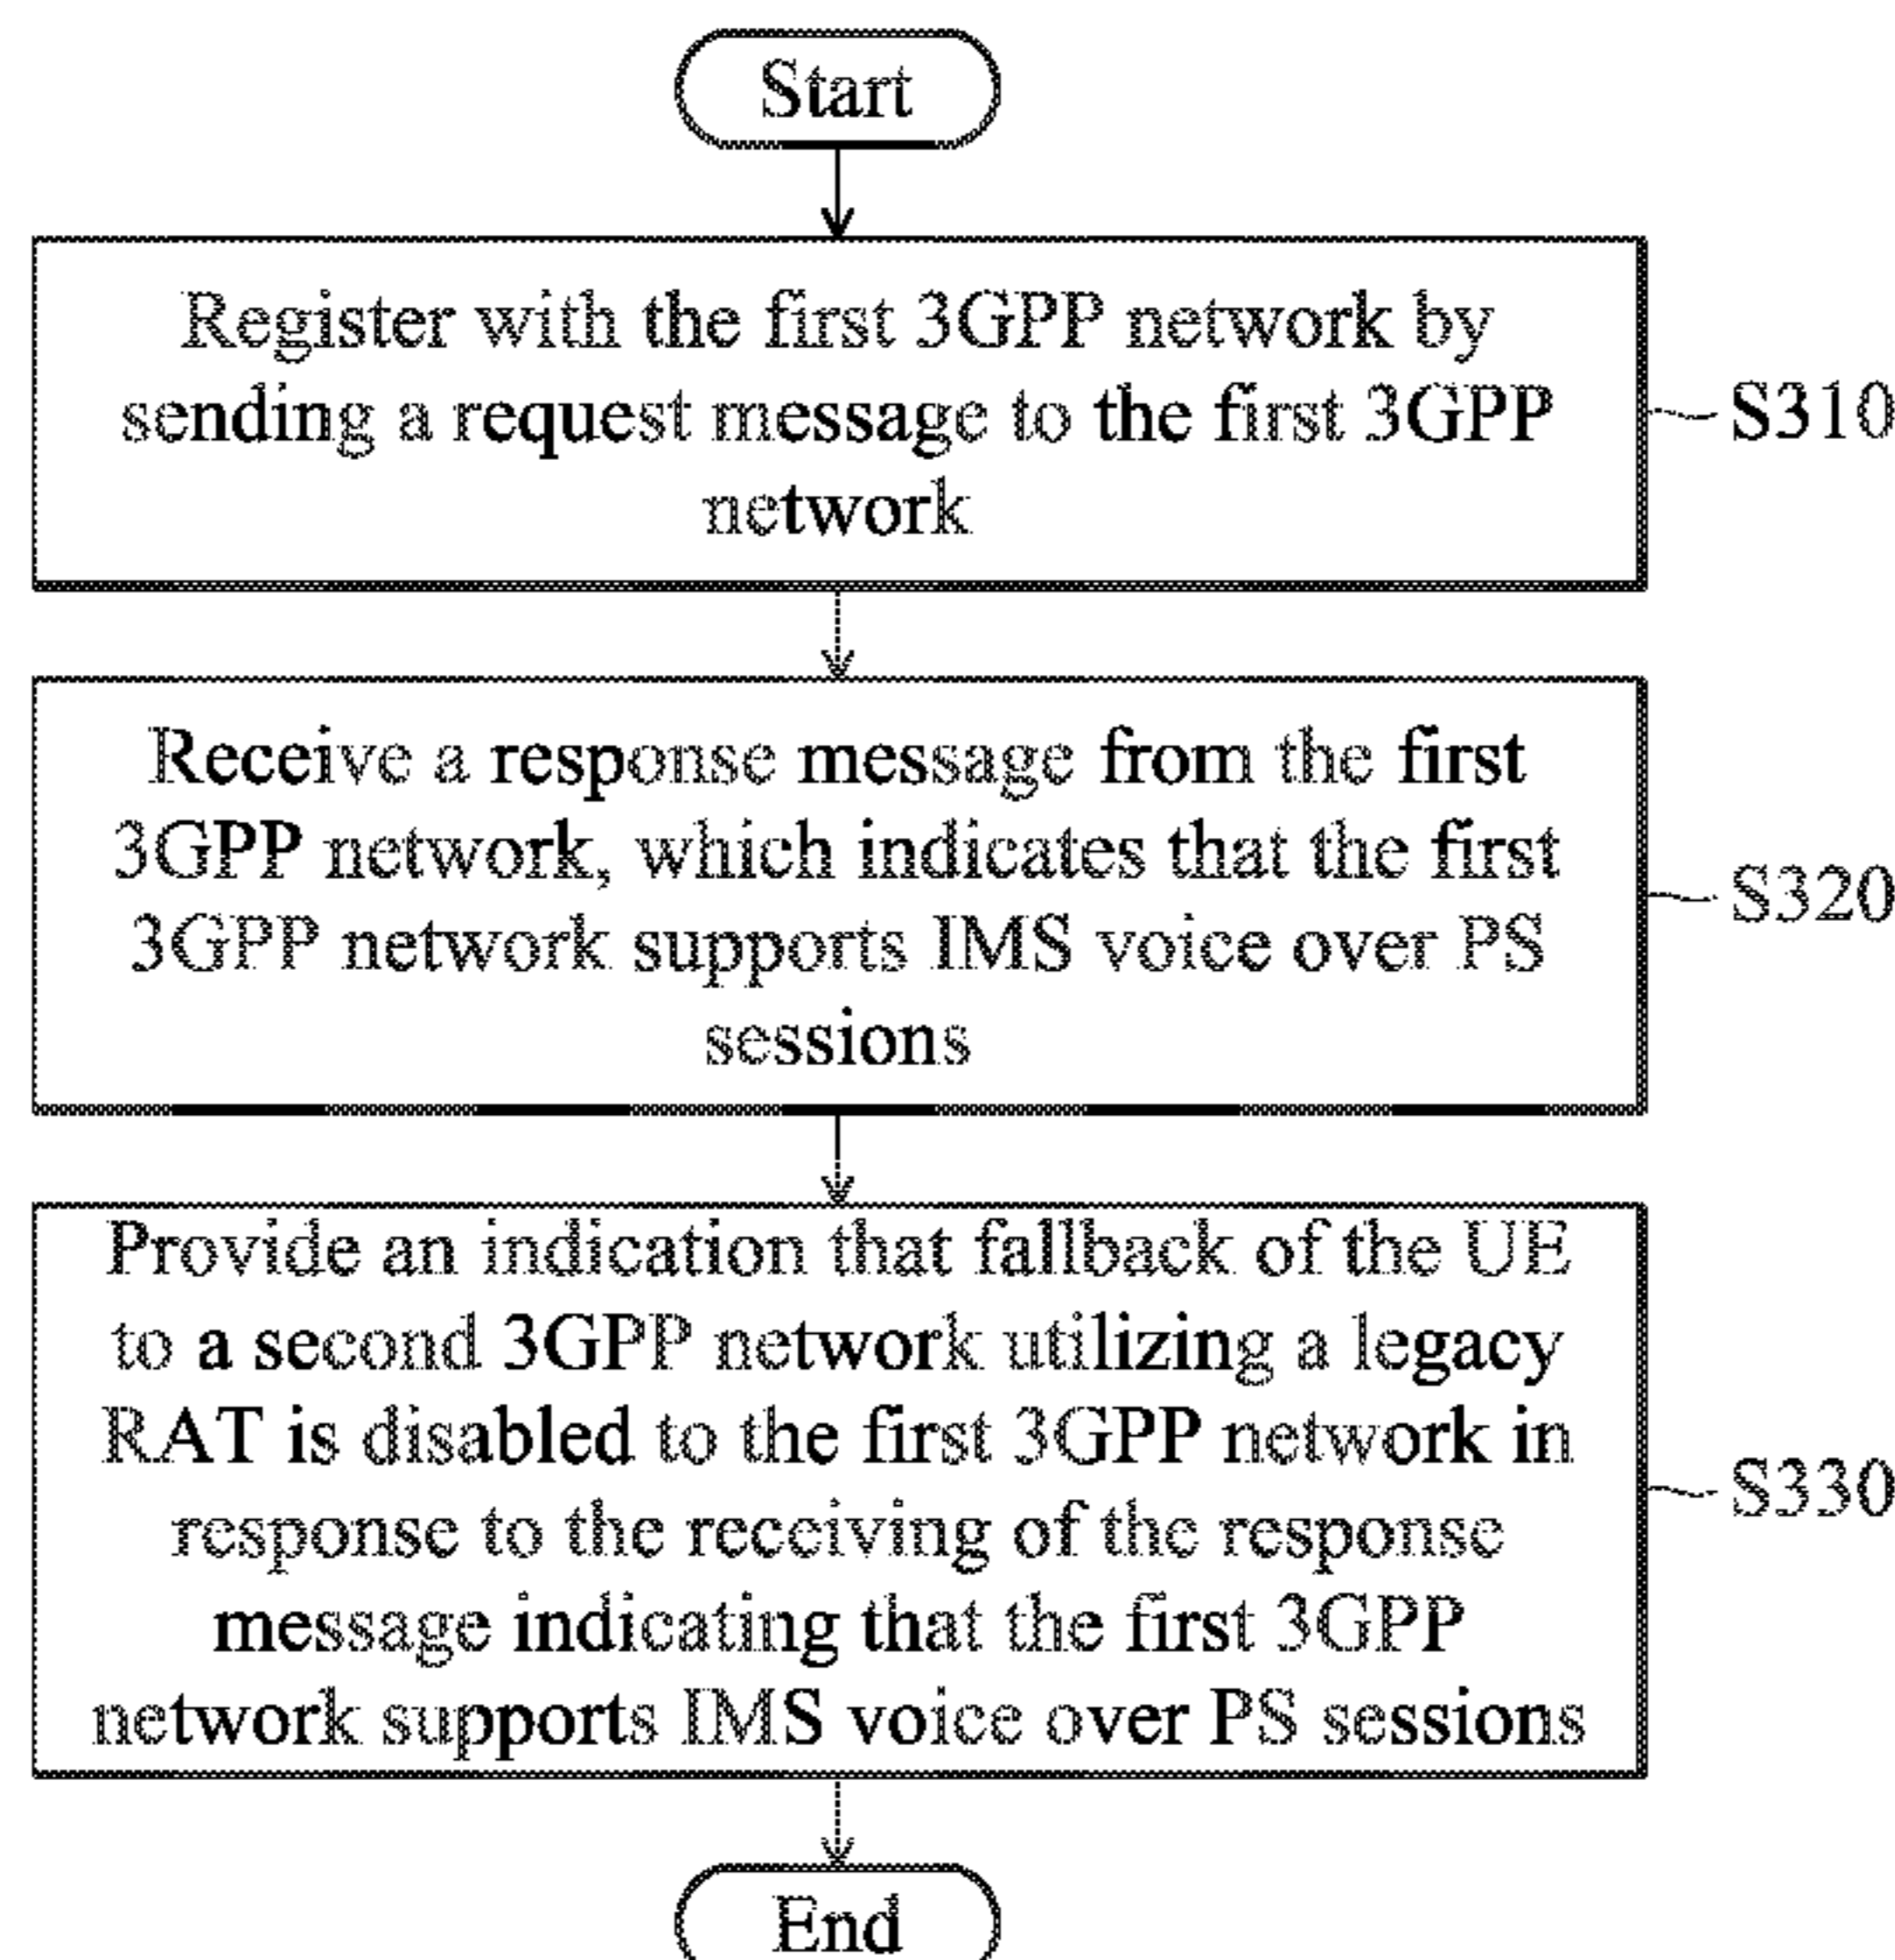 Start
Register with the first 3GPP network by
sending a request message to the first 3GPP
network
S310
Receive a response message from the first
3GPP network, which indicates that the first
3GPP network supports IMS voice over PS
sessions
S320
Provide an indication that fallback of the UE
to a second 3GPP network utilizing a legacy
RAT is disabled to the first 3GPP network in
response to the receiving of the response
message indicating that the first 3GPP
network supports IMS voice over PS sessions
S330
End